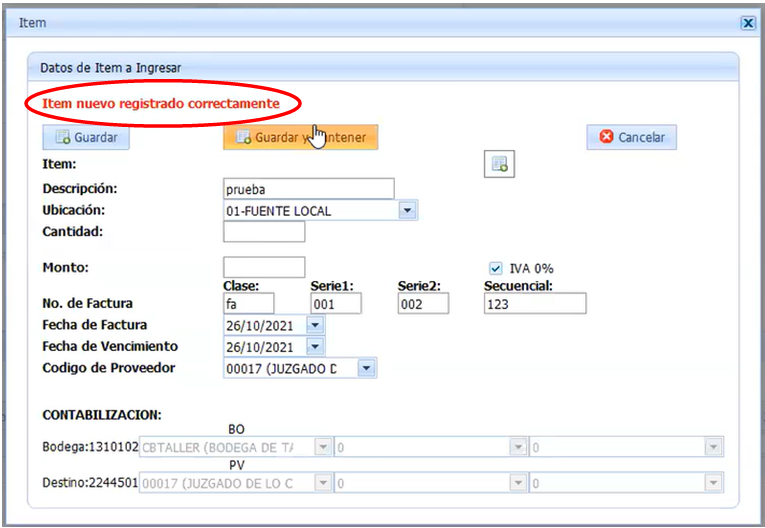 Item
Datos de Item a Ingresar
Item nuevo registrado correctamente
Guardar Guardar y Mantener Cancelar
Item:
Descripción: prueba
Ubicación: 01-FUENTE LOCAL
Cantidad:
Monto: IVA 0%
Clase: Serie1: Serie2: Secuencial:
No. de Factura fa 001 002 123
Fecha de Factura 26/10/2021
Fecha de Vencimiento 26/10/2021
Codigo de Proveedor 00017 (JUZGADO D
CONTABILIZACION:
BO
Bodega:1310102 CBTALLER (BODEGA DE TA 0 0
PV
Destino:2244501 00017 (JUZGADO DE LO C 0 0